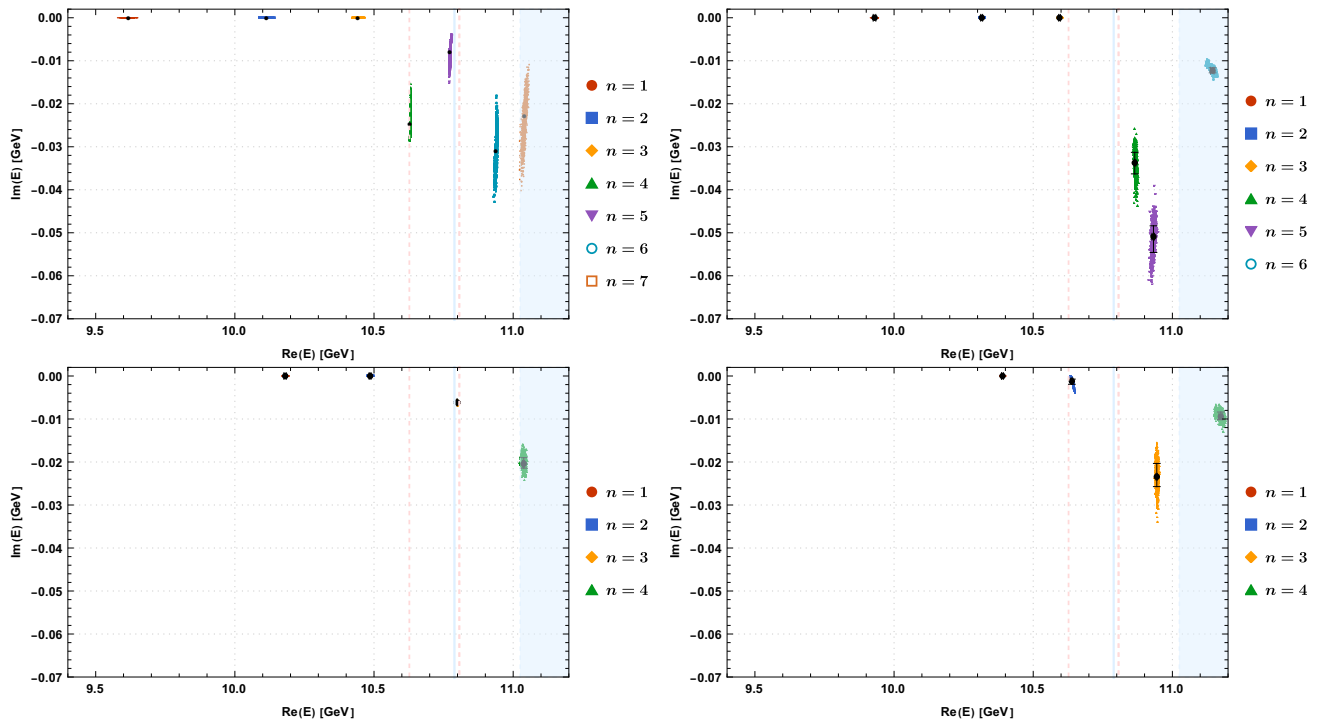 0.00
−0.01
−0.02
−0.03
−0.04
−0.05
−0.06
−0.07
Im(E) [GeV]
9.5 10.0 10.5 11.0
Re(E) [GeV]
n = 1
n = 2
n = 3
n = 4
n = 5
n = 6
n = 7
0.00
−0.01
−0.02
−0.03
−0.04
−0.05
−0.06
−0.07
Im(E) [GeV]
9.5 10.0 10.5 11.0
Re(E) [GeV]
n = 1
n = 2
n = 3
n = 4
n = 5
n = 6
0.00
−0.01
−0.02
−0.03
−0.04
−0.05
−0.06
−0.07
Im(E) [GeV]
9.5 10.0 10.5 11.0
Re(E) [GeV]
n = 1
n = 2
n = 3
n = 4
0.00
−0.01
−0.02
−0.03
−0.04
−0.05
−0.06
−0.07
Im(E) [GeV]
9.5 10.0 10.5 11.0
Re(E) [GeV]
n = 1
n = 2
n = 3
n = 4